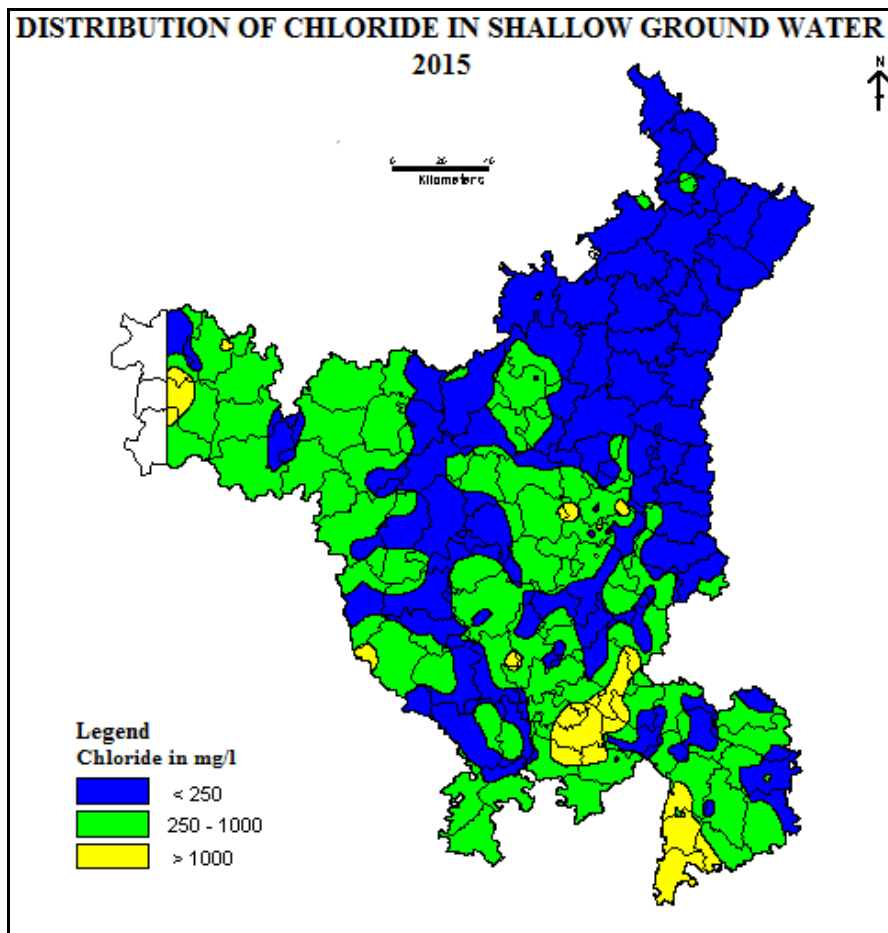 DISTRIBUTION OF CHLORIDE IN SHALLOW GROUND WATER
2015
N
Kilometers
Legend
Chloride in mg/l
< 250
250 - 1000
> 1000